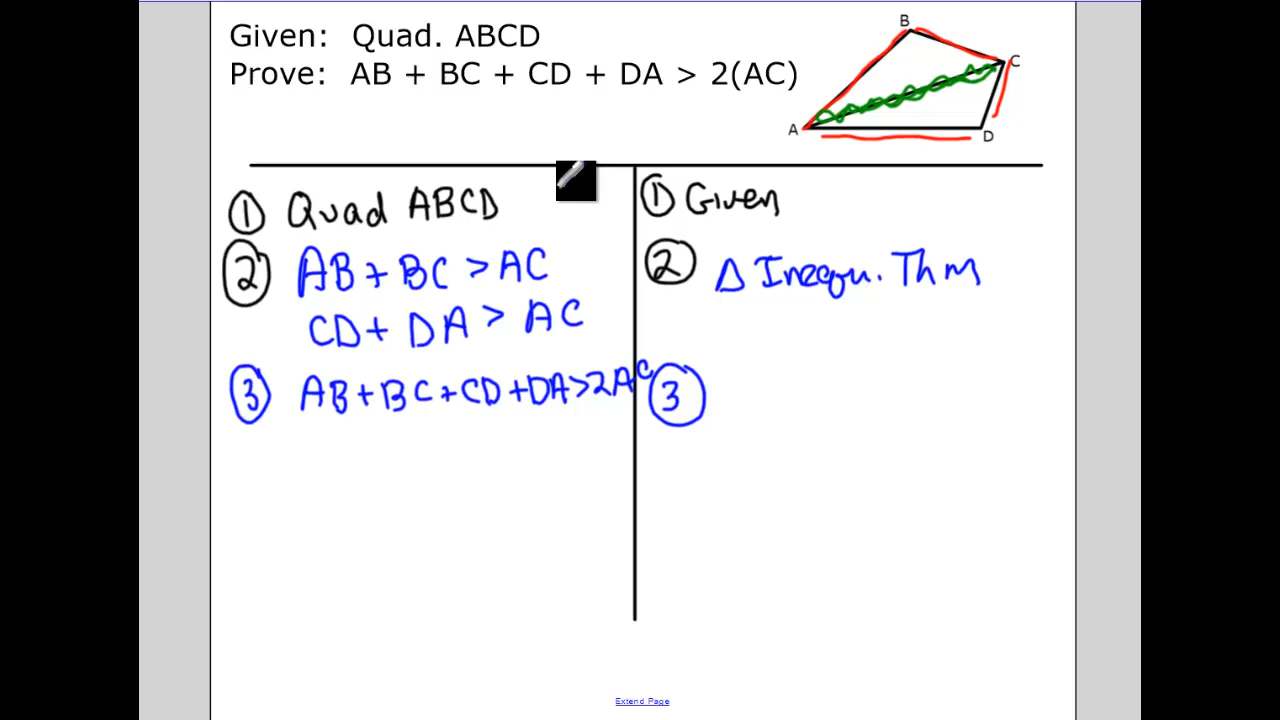 Given: Quad. ABCD
Prove: AB + BC + CD + DA > 2(AC)
B
C
A
D
① Quad ABCD
① Given
② AB + BC > AC
② Δ Inequ. Thm
CD + DA > AC
③ AB + BC + CD + DA > 2AC
③
Extend Page